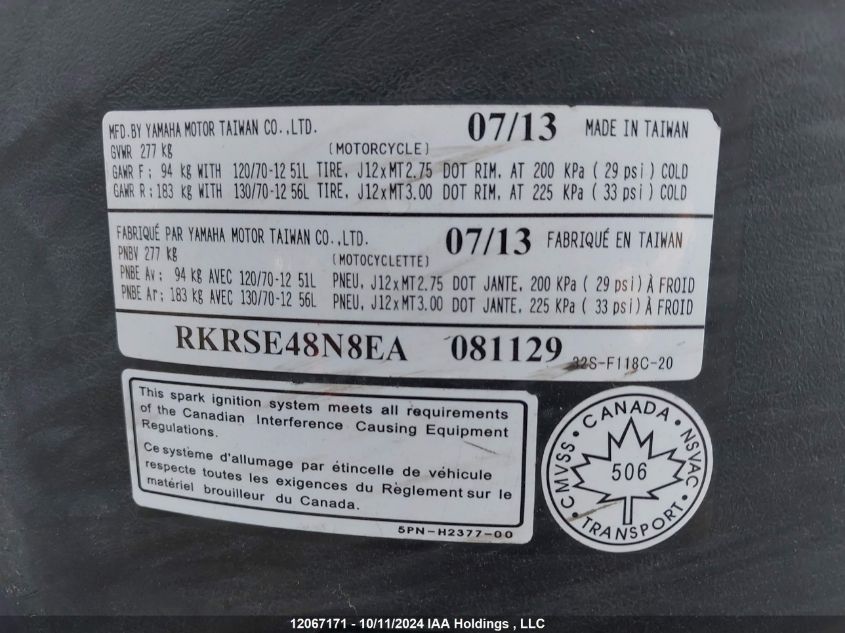 MFD.BY YAMAHA MOTOR TAIWAN CO.,LTD. 07/13 MADE IN TAIWAN
GVWR 277 kg (MOTORCYCLE)
GAWR F: 94 kg WITH 120/70-12 51L TIRE, J12xMT2.75 DOT RIM, AT 200 KPa ( 29 psi ) COLD
GAWR R:183 kg WITH 130/70-12 56L TIRE, J12xMT3.00 DOT RIM, AT 225 KPa ( 33 psi ) COLD
FABRIQUÉ PAR YAMAHA MOTOR TAIWAN CO.,LTD. 07/13 FABRIQUÉ EN TAIWAN
PNBV 277 kg (MOTOCYCLETTE)
PNBE Av: 94 kg AVEC 120/70-12 51L PNEU, J12xMT2.75 DOT JANTE, 200 KPa ( 29 psi) À FROID
PNBE Ar:183 kg AVEC 130/70-12 56L PNEU, J12xMT3.00 DOT JANTE, 225 KPa ( 33 psi) À FROID
RKRSE48N8EA 081129 32S-F118C-20
This spark ignition system meets all requirements
of the Canadian Interference Causing Equipment
Regulations.
Ce système d'allumage par étincelle de véhicule
respecte toutes les exigences du Règlement sur le
matériel brouilleur du Canada.
5PN-H2377-00
CANADA
CMVSS
NSVAC
506
TRANSPORT
12067171 - 10/11/2024 IAA Holdings , LLC